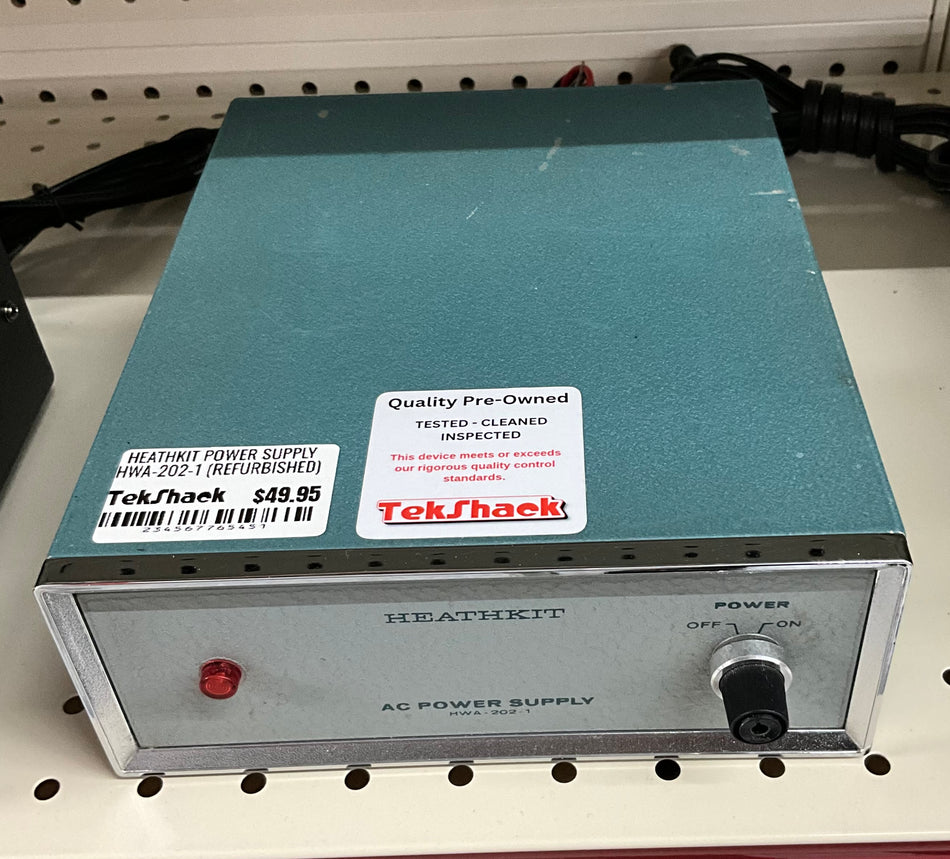 Quality Pre-Owned
TESTED - CLEANED
INSPECTED
This device meets or exceeds
our rigorous quality control
standards.
TekShack
HEATHKIT POWER SUPPLY
HWA-202-1 (REFURBISHED)
TekShack $49.95
234567765457
HEATHKIT
POWER
OFF ON
AC POWER SUPPLY
HWA-202-1